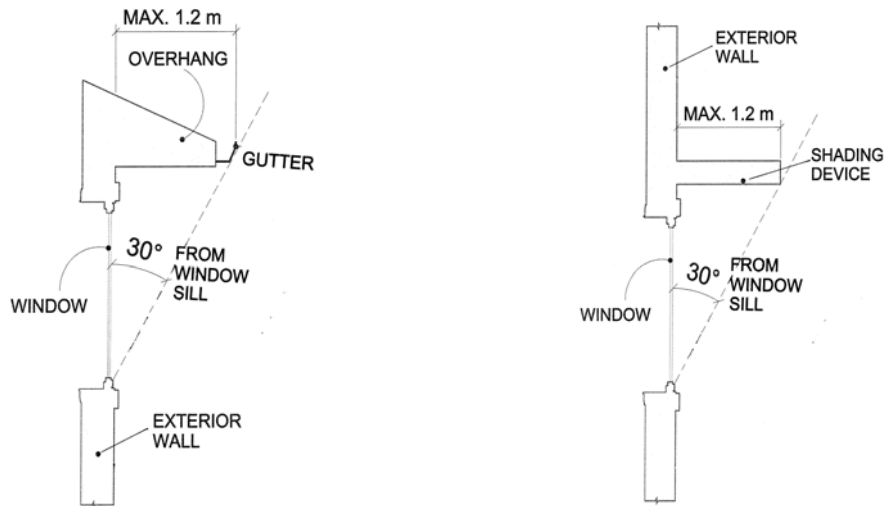 MAX. 1.2 m
OVERHANG
GUTTER
30°
FROM
WINDOW
SILL
WINDOW
EXTERIOR
WALL
EXTERIOR
WALL
MAX. 1.2 m
SHADING
DEVICE
30°
FROM
WINDOW
SILL
WINDOW